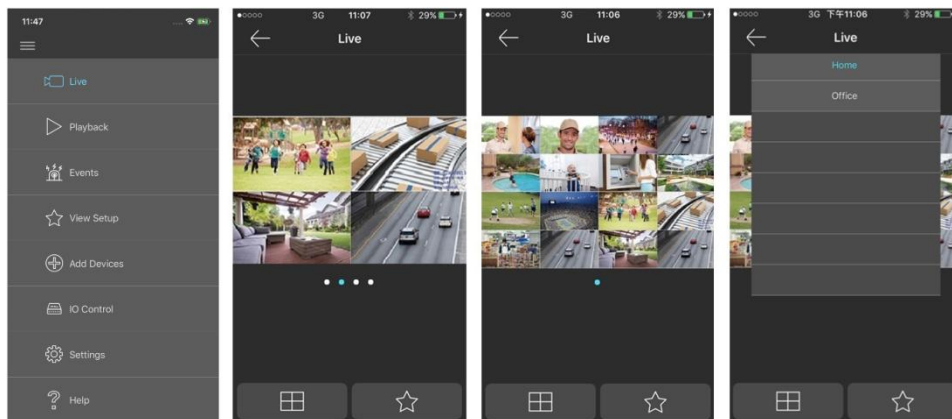 11:47
Live
Playback
Events
View Setup
Add Devices
IO Control
Settings
Help
3G 11:07 29%
Live
3G 11:06 29%
Live
3G 下午11:06 29%
Live
Home
Office